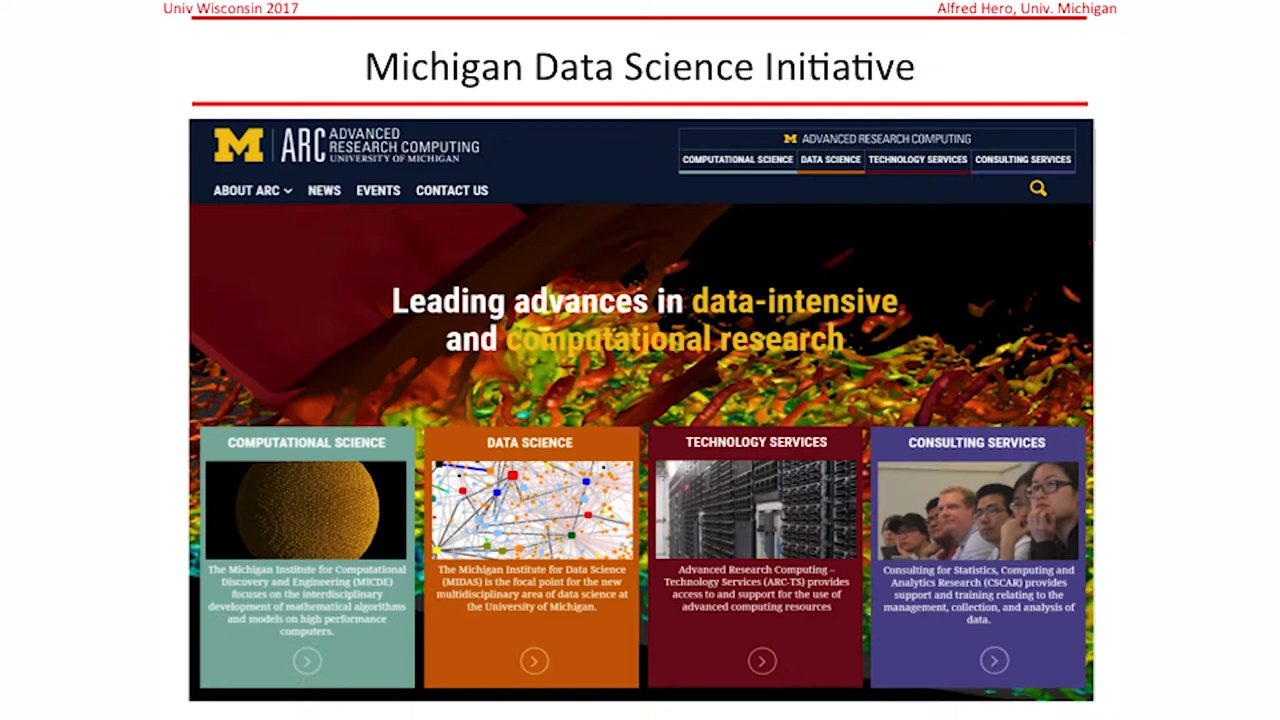 Univ Wisconsin 2017
Alfred Hero, Univ. Michigan
Michigan Data Science Initiative
M ARC ADVANCED
RESEARCH COMPUTING
UNIVERSITY OF MICHIGAN
M ADVANCED RESEARCH COMPUTING
COMPUTATIONAL SCIENCE DATA SCIENCE TECHNOLOGY SERVICES CONSULTING SERVICES
ABOUT ARC NEWS EVENTS CONTACT US
Leading advances in data-intensive
and computational research
COMPUTATIONAL SCIENCE
The Michigan Institute for Computational
Discovery and Engineering (MICDE)
focuses on the interdisciplinary
development of mathematical algorithms
and models on high performance
computers.
DATA SCIENCE
The Michigan Institute for Data Science
(MIDAS) is the focal point for the new
multidisciplinary area of data science at
the University of Michigan.
TECHNOLOGY SERVICES
Advanced Research Computing –
Technology Services (ARC-TS) provides
access to and support for the use of
advanced computing resources
CONSULTING SERVICES
Consulting for Statistics, Computing and
Analytics Research (CSCAR) provides
support and training relating to the
management, collection, and analysis of
data.